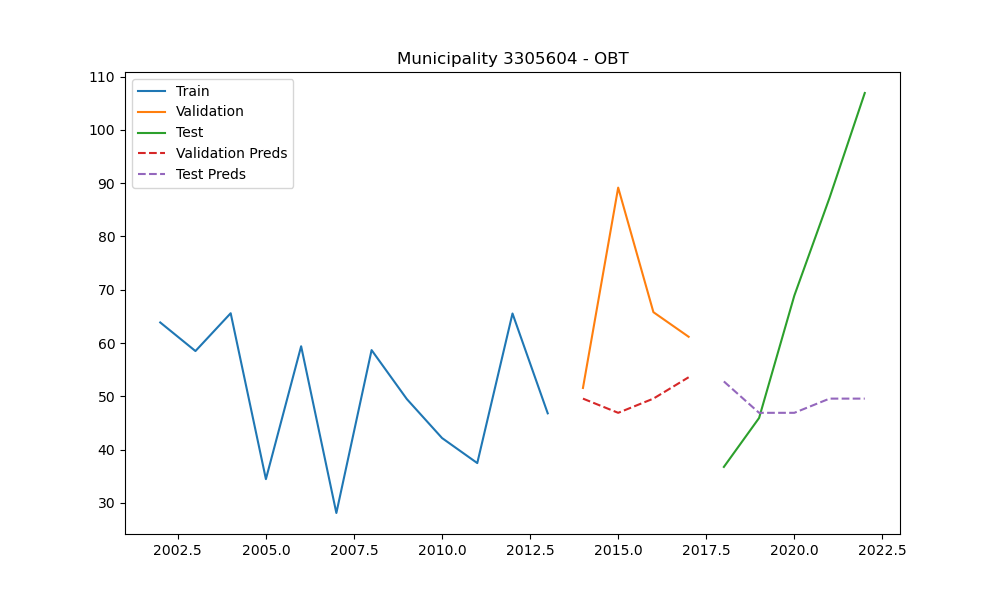 Municipality 3305604 - OBT
110
100
90
80
70
60
50
40
30
Train
Validation
Test
Validation Preds
Test Preds
2002.5 2005.0 2007.5 2010.0 2012.5 2015.0 2017.5 2020.0 2022.5